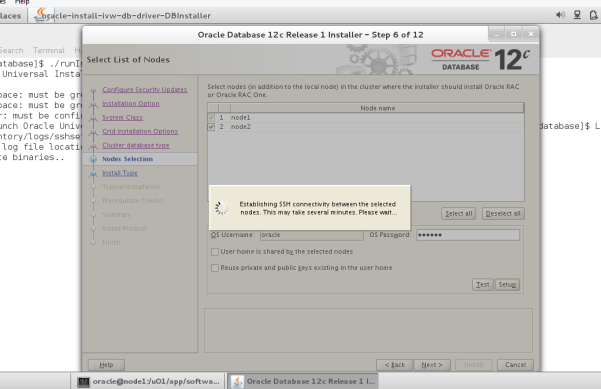 Help
laces
oracle-install-ivw-db-driver-DBInstaller
Oracle Database 12c Release 1 Installer - Step 6 of 12
Search Terminal H
Select List of Nodes
ORACLE
DATABASE
12c
atabase]$ ./runIn
Universal Insta
ace: must be gr
ace: must be gr
r: must be confi
unch Oracle Univ
database]$ L
ntory/logs/sshse
log file locati
te binaries..
Configure Security Updates
Installation Option
System Class
Grid Installation Options
Cluster database type
Nodes Selection
Install Type
Typical Installation
Prerequisite Checks
Summary
Install Product
Finish
Select nodes (in addition to the local node) in the cluster where the installer should install Oracle RAC
or Oracle RAC One.
Node name
1 node1
2 node2
Establishing SSH connectivity between the selected
nodes. This may take several minutes. Please wait...
Select all
Deselect all
OS Username:
oracle
OS Password:
••••••
User home is shared by the selected nodes
Reuse private and public keys existing in the user home
Test
Setup
Help
< Back
Next >
Install
Cancel
oracle@node1:/u01/app/softwa...
Oracle Database 12c Release 1 I...